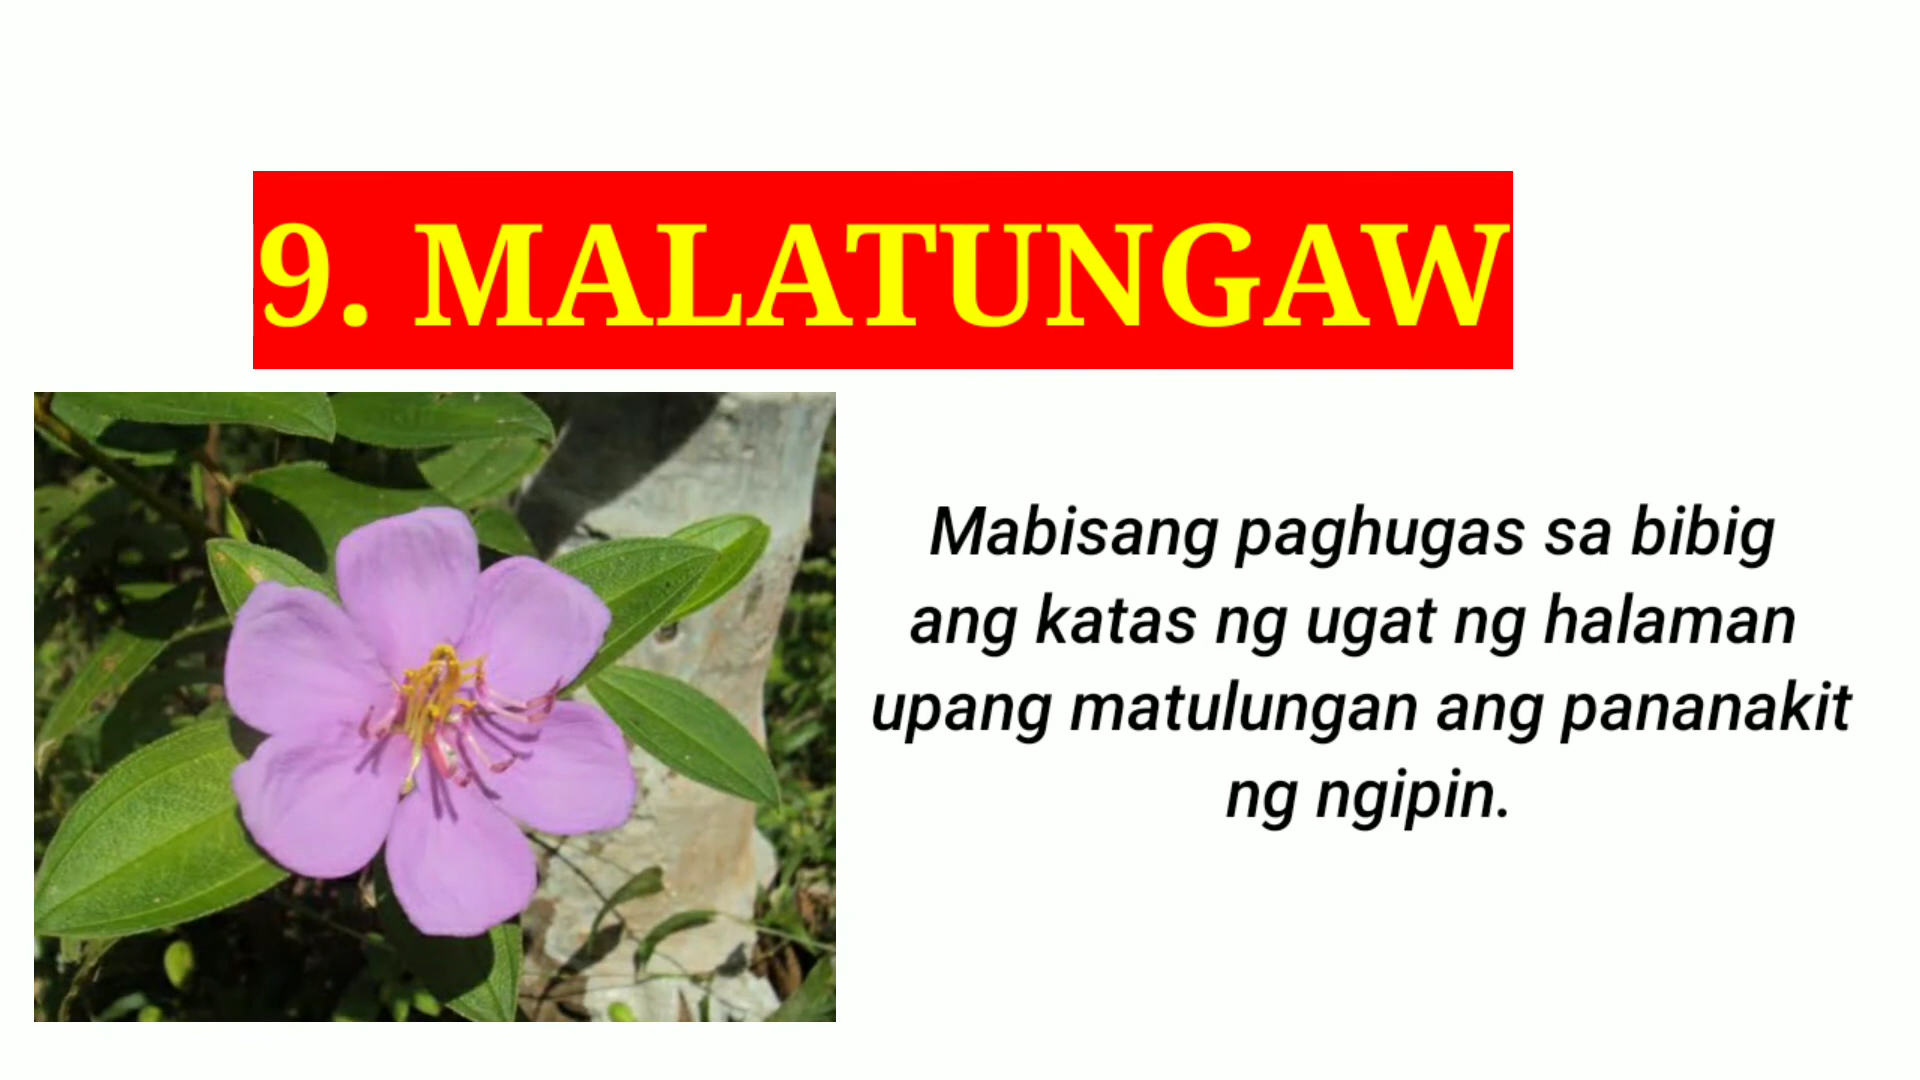 9. MALATUNGAW
Mabisang paghugas sa bibig
ang katas ng ugat ng halaman
upang matulungan ang pananakit
ng ngipin.